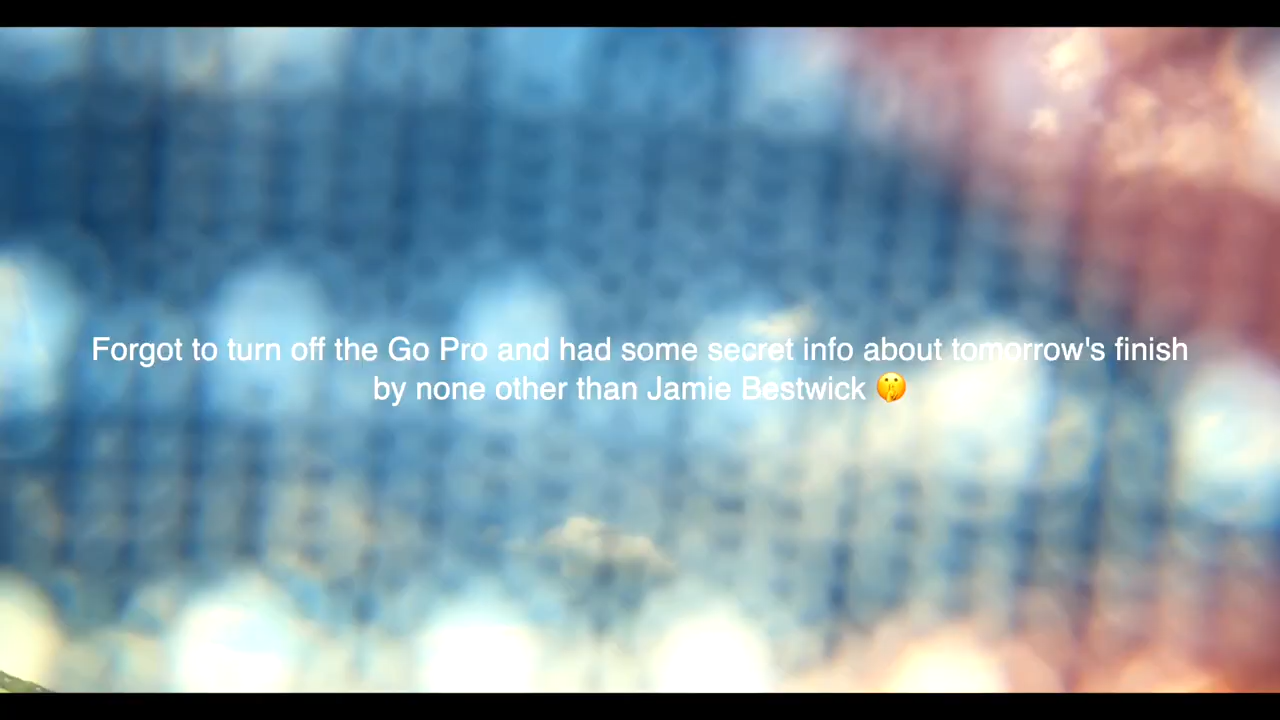 Forgot to turn off the Go Pro and had some secret info about tomorrow's finish
by none other than Jamie Bestwick 🤫